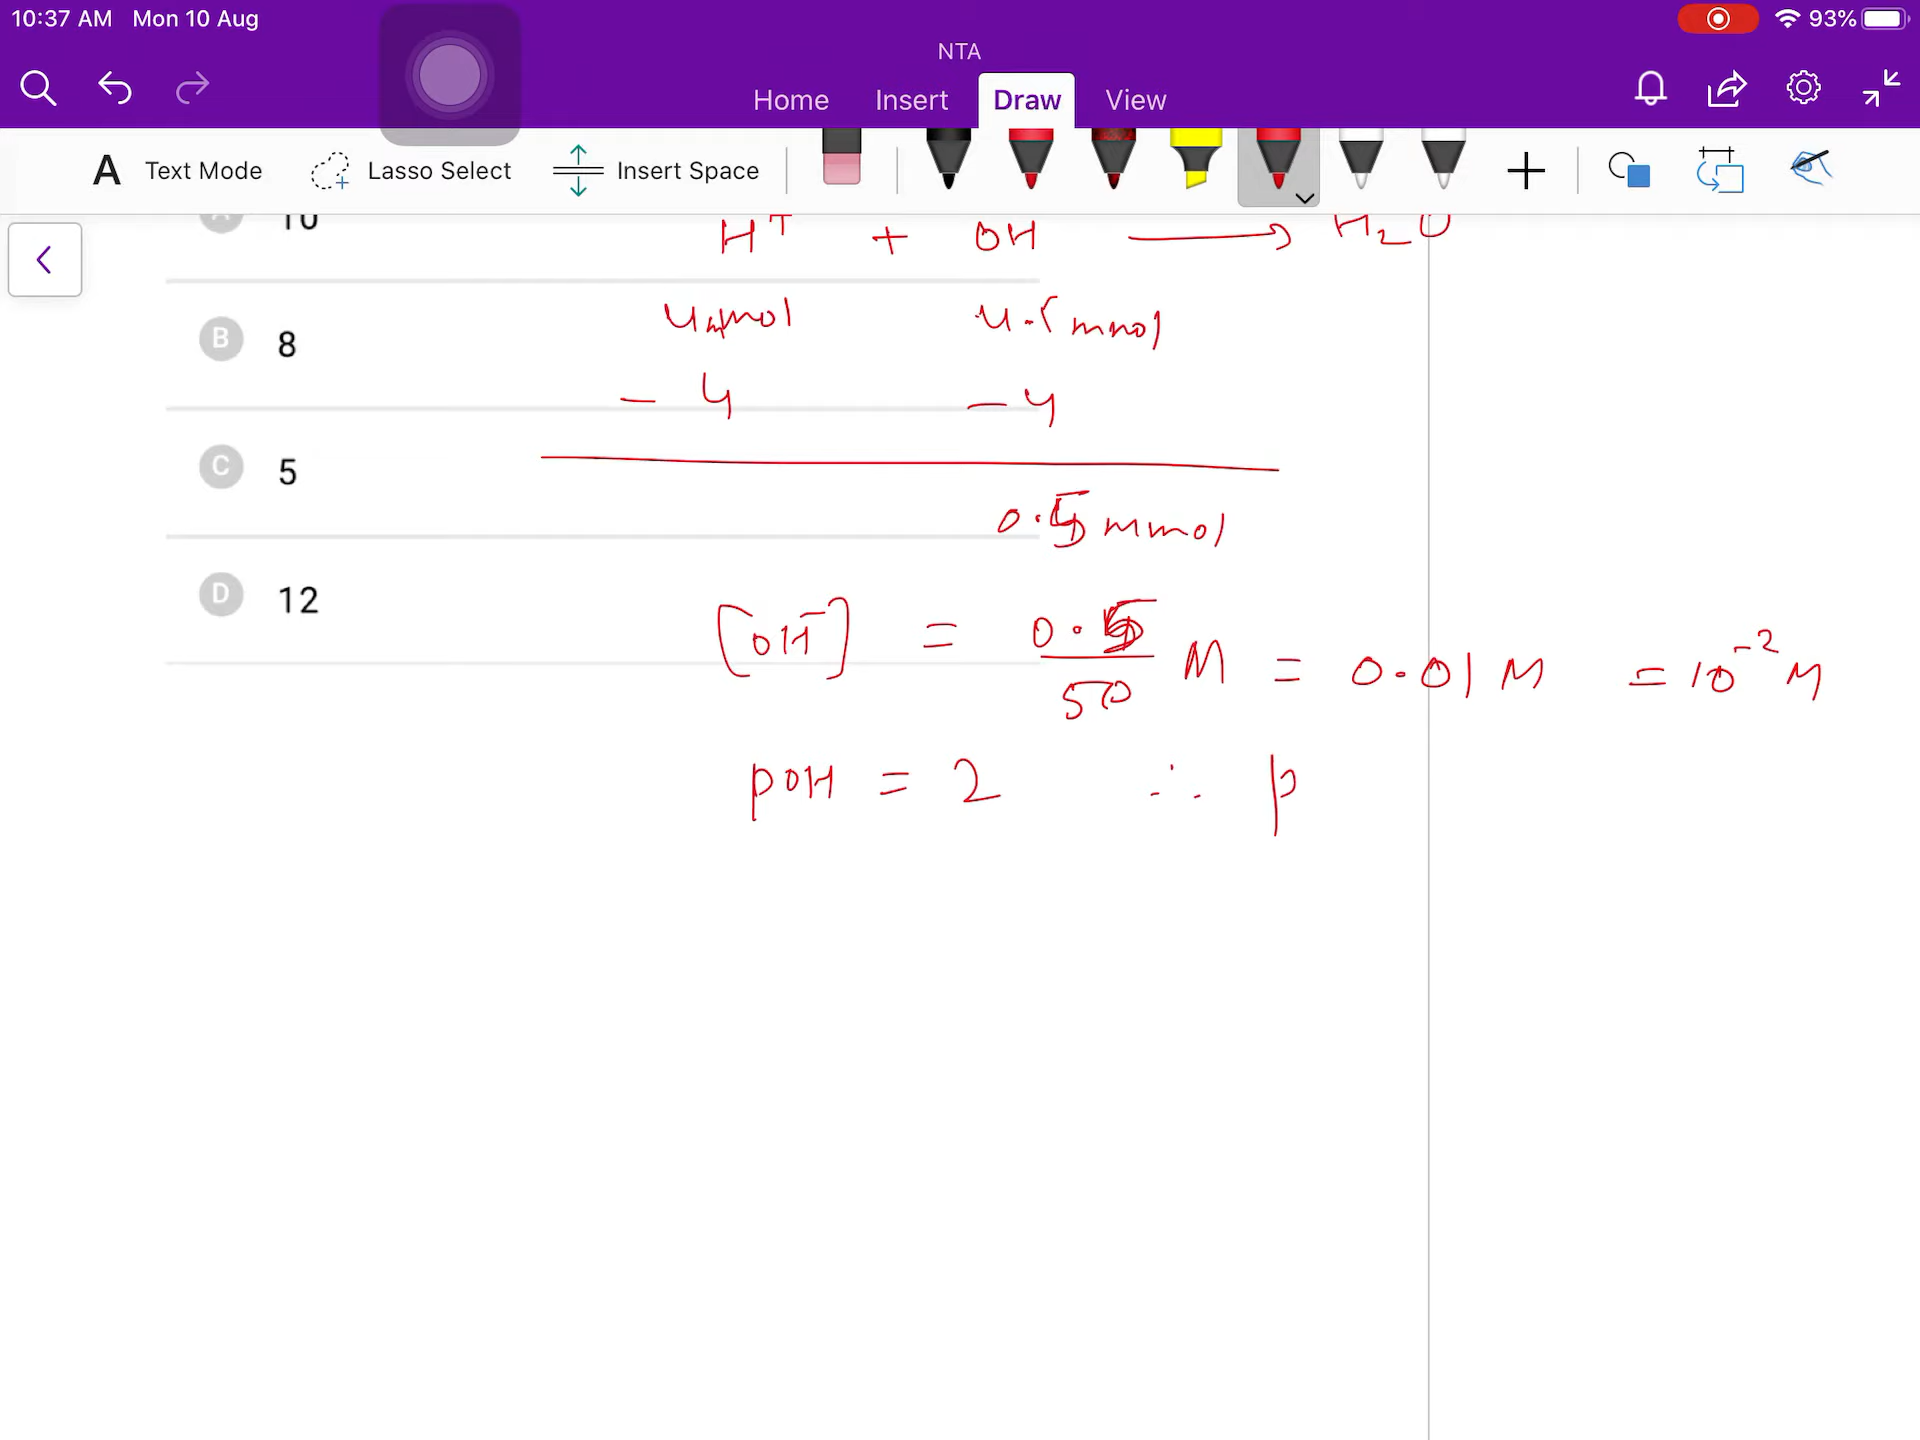 10:37 AM Mon 10 Aug
93%
NTA
Home Insert Draw View
A Text Mode Lasso Select Insert Space
A 10
H+ + OH → H2O
B 8
4mmol 4.5 mmol
- 4 - 4
C 5
0.5 mmol
D 12
[OH-] = 0.5/50 M = 0.01 M = 10^-2 M
pOH = 2 ∴ p